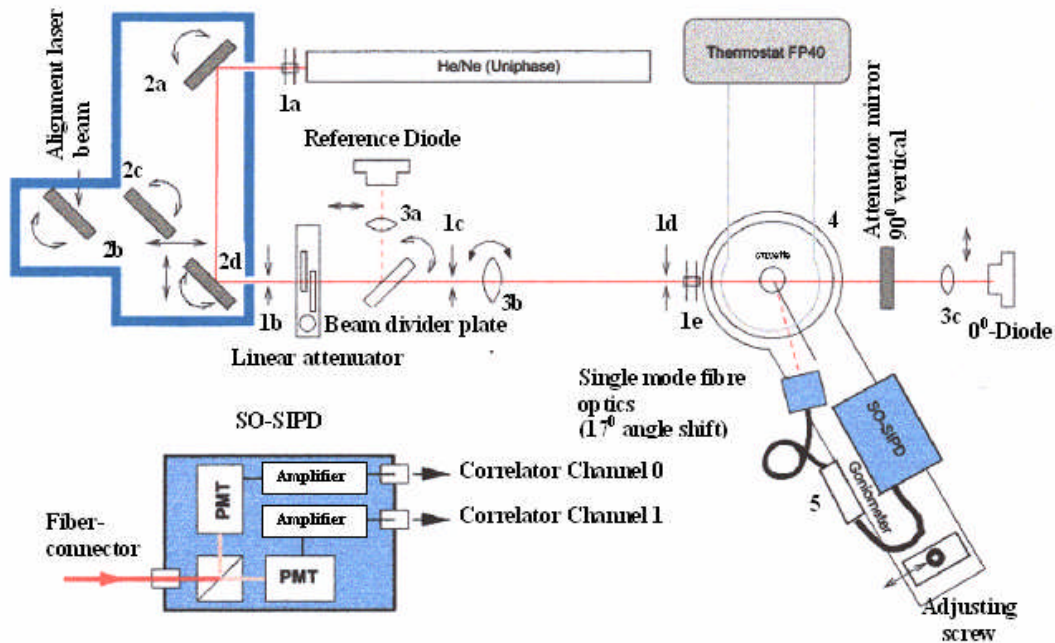 Thermostat FP40
He/Ne (Uniphase)
2a
1a
Alignment laser
beam
Reference Diode
Attenuator mirror
90⁰ vertical
2c
3a
1c
1d
4
2b
2d
cuvette
1b
3b
1e
3c
Beam divider plate
0⁰-Diode
Linear attenuator
Single mode fibre
optics
(17⁰ angle shift)
SO-SIPD
SO-SIPD
Goniometer
5
Amplifier
Correlator Channel 0
PMT
Amplifier
Correlator Channel 1
Fiber-
connector
PMT
Adjusting
screw